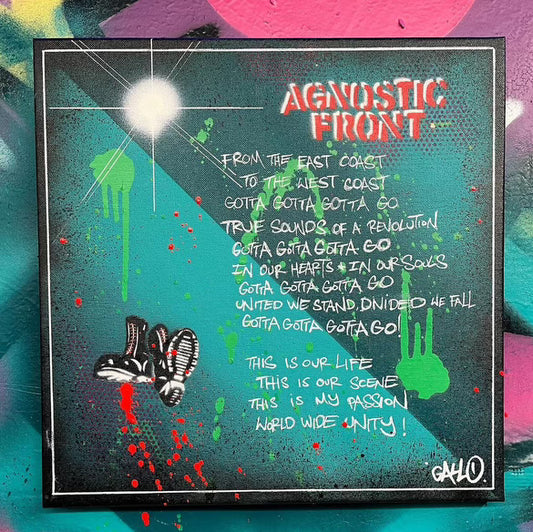 AGNOSTIC
FRONT
FROM THE EAST COAST
TO THE WEST COAST
GOTTA GOTTA GOTTA GO
TRUE SOUNDS OF A REVOLUTION
GOTTA GOTTA GOTTA GO
IN OUR HEARTS + IN OUR SOULS
GOTTA GOTTA GOTTA GO
UNITED WE STAND, DIVIDED WE FALL
GOTTA GOTTA GOTTA GO!
THIS IS OUR LIFE
THIS IS OUR SCENE
THIS IS MY PASSION
WORLD WIDE UNITY!
GALLO.